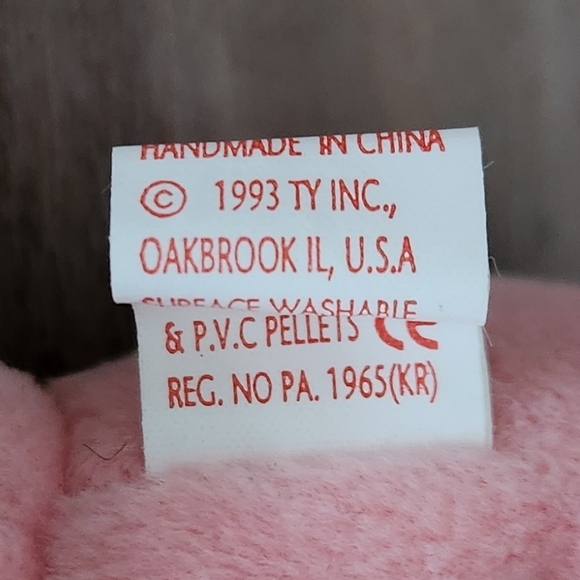 HANDMADE IN CHINA
© 1993 TY INC.,
OAKBROOK IL, U.S.A
SURFACE WASHABLE
& P.V.C PELLETS CE
REG. NO PA. 1965(KR)